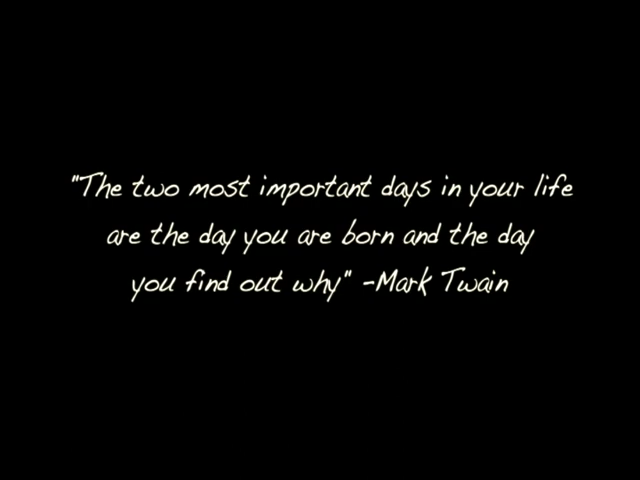 "The two most important days in your life
are the day you are born and the day
you find out why" -Mark Twain